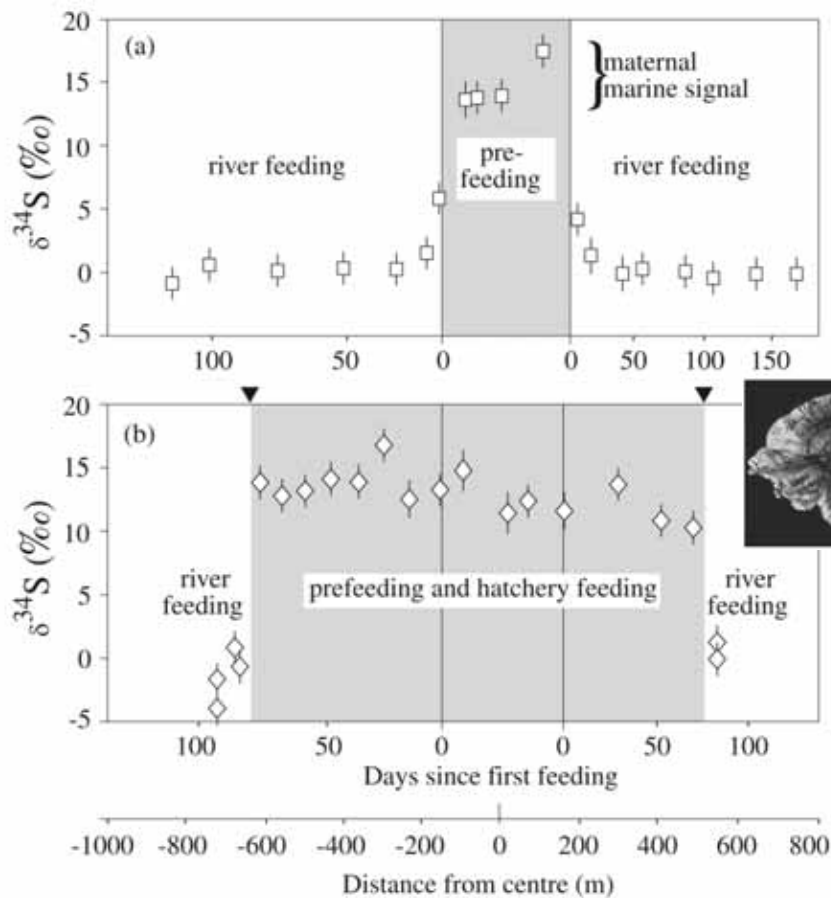 20
(a)
15
10
5
0
-5
δ³⁴S (‰)
maternal
marine signal
river feeding
pre-
feeding
river feeding
100 50 0 0 50 100 150
20
(b)
15
10
5
0
-5
δ³⁴S (‰)
river
feeding
prefeeding and hatchery feeding
river
feeding
100 50 0 0 50 100
Days since first feeding
-1000 -800 -600 -400 -200 0 200 400 600 800
Distance from centre (m)